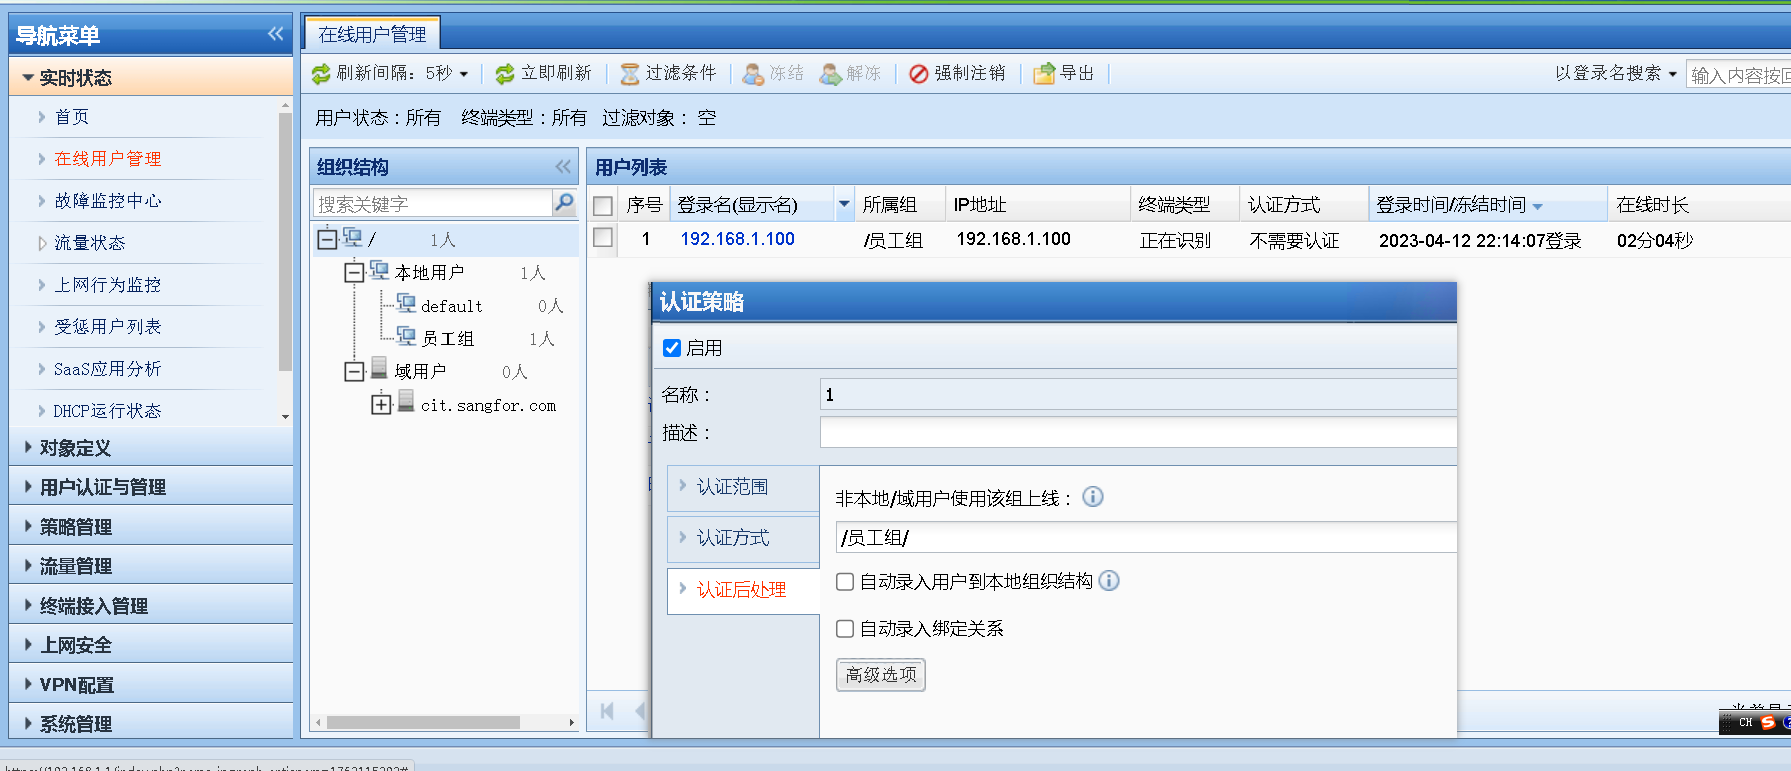 导航菜单
实时状态
首页
在线用户管理
故障监控中心
流量状态
上网行为监控
受惩用户列表
SaaS应用分析
DHCP运行状态
对象定义
用户认证与管理
策略管理
流量管理
终端接入管理
上网安全
VPN配置
系统管理
在线用户管理
刷新间隔：5秒 立即刷新 过滤条件 冻结 解冻 强制注销 导出 以登录名搜索 输入内容按回
用户状态：所有 终端类型：所有 过滤对象：空
组织结构
搜索关键字
/ 1人
本地用户 1人
default 0人
员工组 1人
域用户 0人
cit.sangfor.com
用户列表
序号 登录名(显示名) 所属组 IP地址 终端类型 认证方式 登录时间/冻结时间 在线时长
1 192.168.1.100 /员工组 192.168.1.100 正在识别 不需要认证 2023-04-12 22:14:07登录 02分04秒
认证策略
启用
名称： 1
描述：
认证范围
认证方式
认证后处理
非本地/域用户使用该组上线：
/员工组/
自动录入用户到本地组织结构
自动录入绑定关系
高级选项
CH